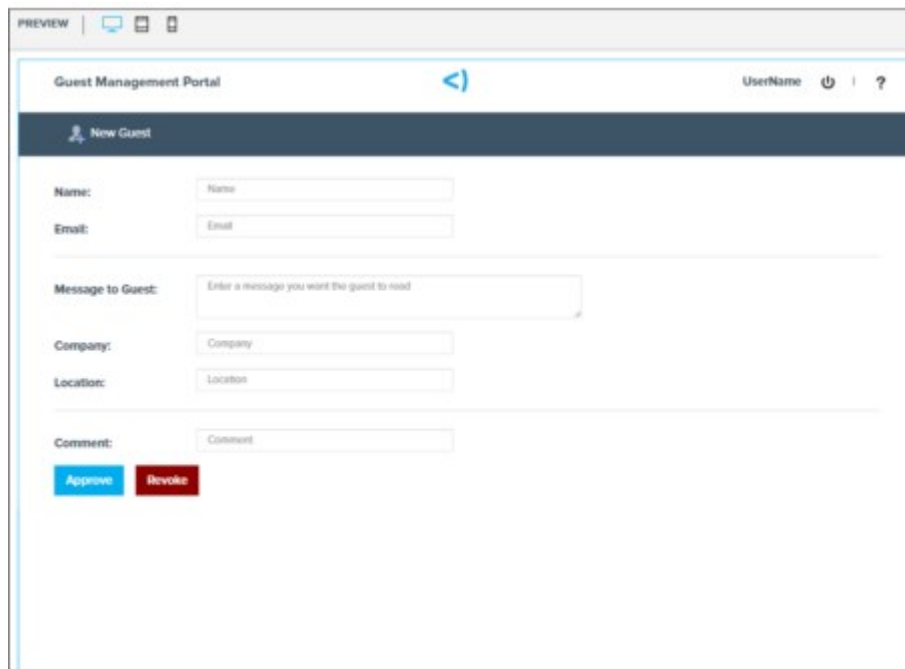 PREVIEW
Guest Management Portal
UserName
?
New Guest
Name:
Name
Email:
Email
Message to Guest:
Enter a message you want the guest to read
Company:
Company
Location:
Location
Comment:
Comment
Approve
Revoke